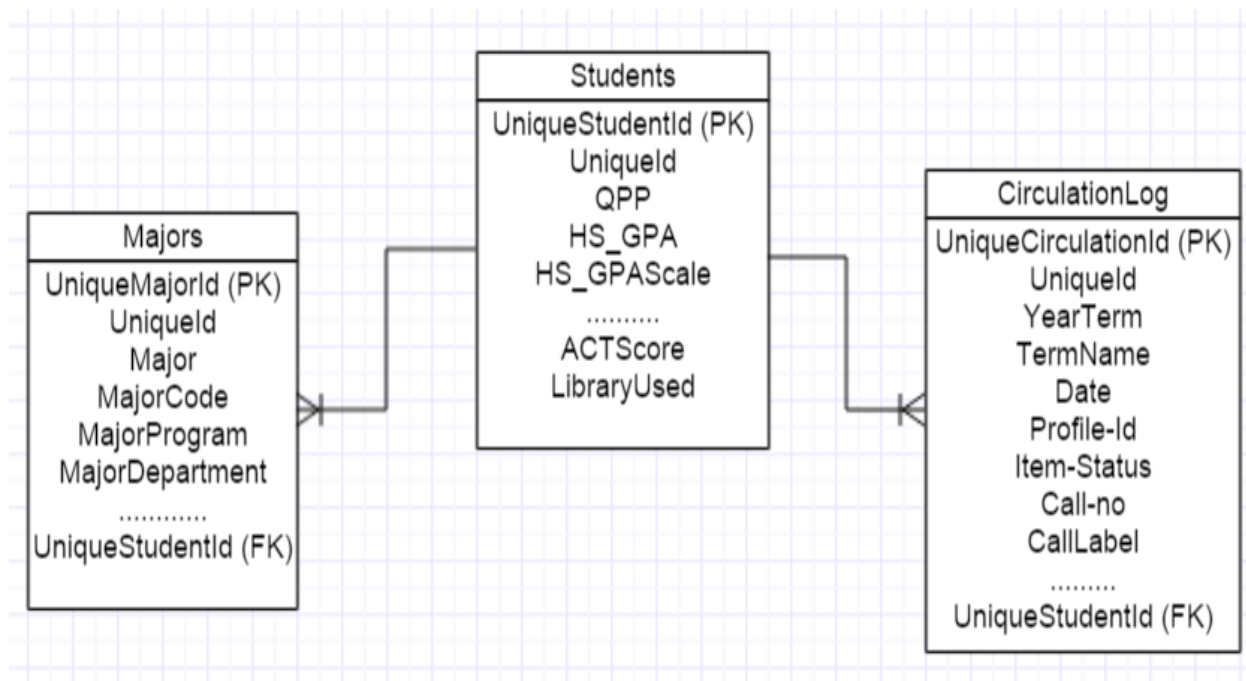 Students
UniqueStudentId (PK)
UniqueId
QPP
HS_GPA
HS_GPAScale
..........
ACTScore
LibraryUsed
Majors
UniqueMajorId (PK)
UniqueId
Major
MajorCode
MajorProgram
MajorDepartment
............
UniqueStudentId (FK)
CirculationLog
UniqueCirculationId (PK)
UniqueId
YearTerm
TermName
Date
Profile-Id
Item-Status
Call-no
CallLabel
.........
UniqueStudentId (FK)